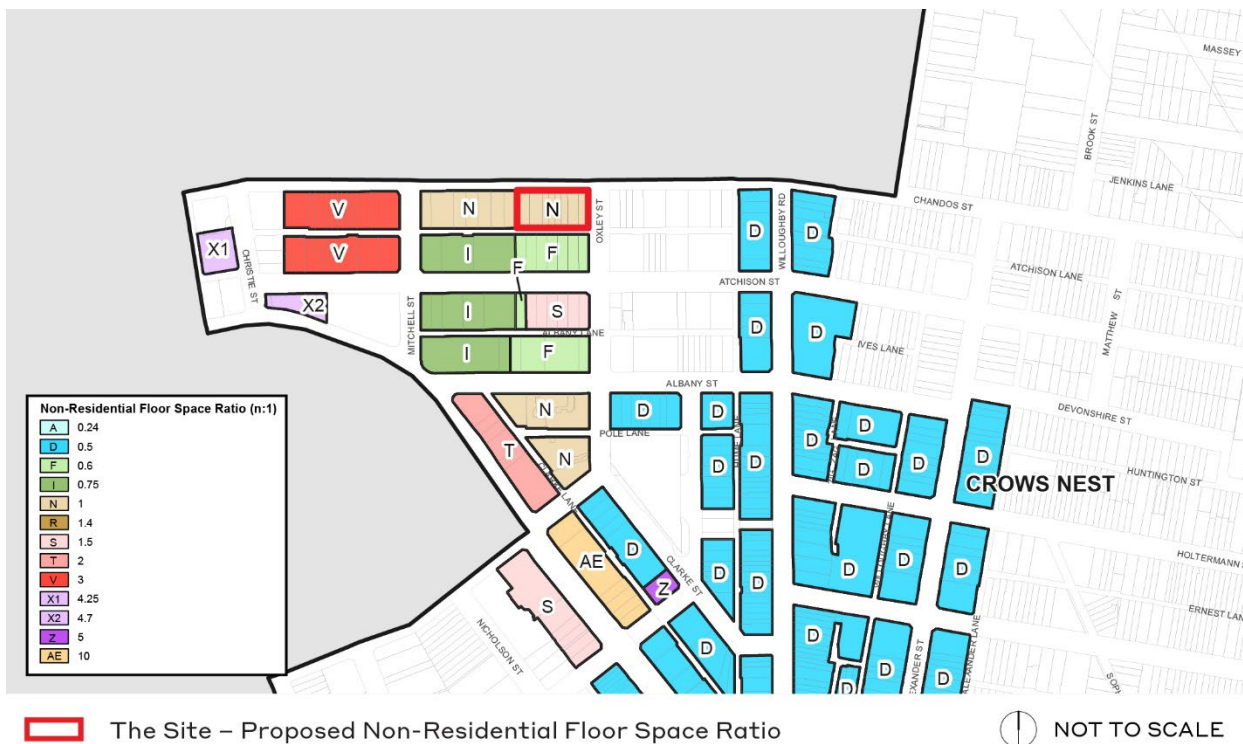 MASSEY
BROOK ST
JENKINS LANE
CHANDOS ST
V
N
N
OXLEY ST
D
WILLOUGHBY RD
D
X1
CHRISTIE ST
V
I
F
F
ATCHISON LANE
ATCHISON ST
X2
MITCHELL ST
I
S
ALBANY LANE
D
D
MATTHEW ST
IVES LANE
I
F
ALBANY ST
DEVONSHIRE ST
N
D
D
POLE LANE
T
N
D
D
D
D
D
D
D
HUNTINGTON ST
CROWS NEST
D
AE
Z
CLARKE ST
D
D
D
D
D
D
HOLTERMANN
ERNEST LAN
S
NICHOLSON ST
D
D
D
D
D
ALEXANDER LANE
Non-Residential Floor Space Ratio (n:1)
A 0.24
D 0.5
F 0.6
I 0.75
N 1
R 1.4
S 1.5
T 2
V 3
X1 4.25
X2 4.7
Z 5
AE 10
The Site – Proposed Non-Residential Floor Space Ratio
NOT TO SCALE